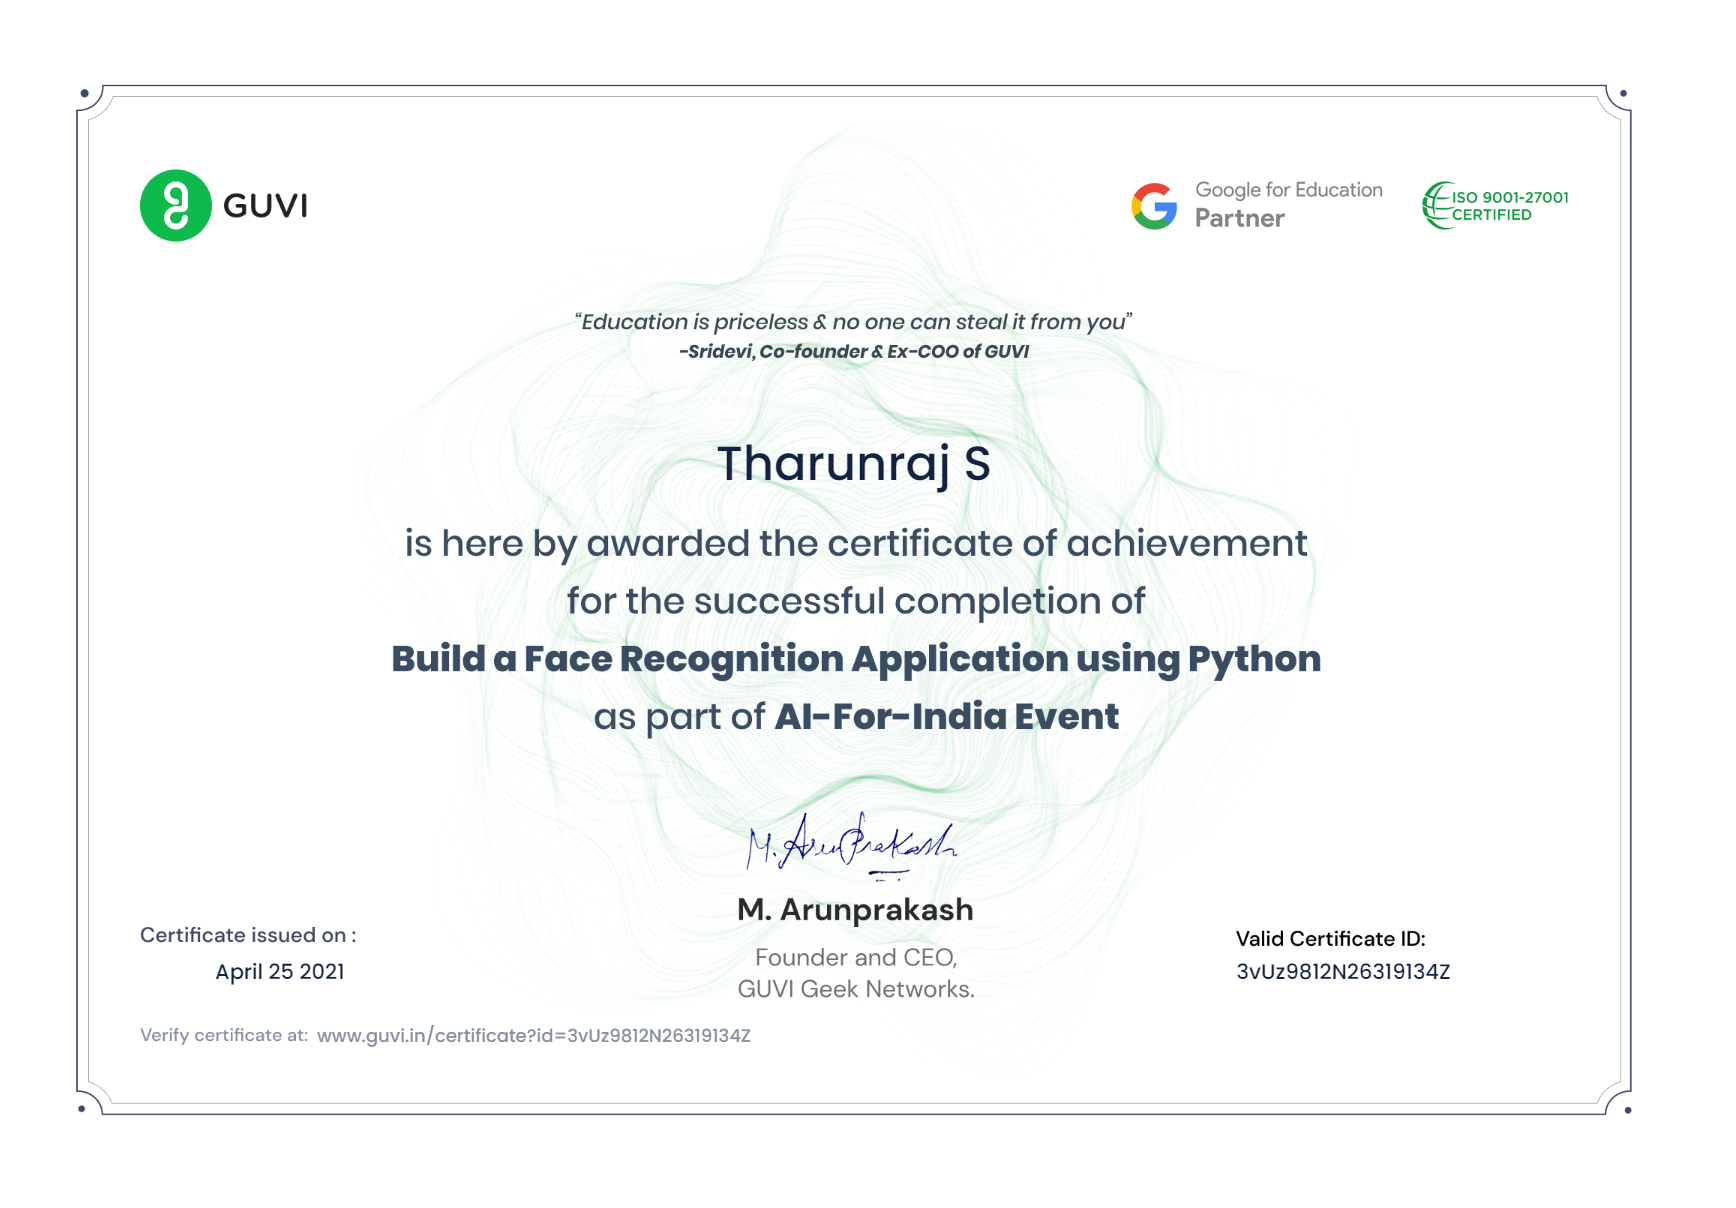 GUVI
Google for Education
Partner
ISO 9001-27001
CERTIFIED
“Education is priceless & no one can steal it from you”
-Sridevi, Co-founder & Ex-COO of GUVI
Tharunraj S
is here by awarded the certificate of achievement
for the successful completion of
Build a Face Recognition Application using Python
as part of AI-For-India Event
M. ArunPrakash
M. Arunprakash
Founder and CEO,
GUVI Geek Networks.
Certificate issued on :
April 25 2021
Valid Certificate ID:
3vUz9812N26319134Z
Verify certificate at: www.guvi.in/certificate?id=3vUz9812N26319134Z